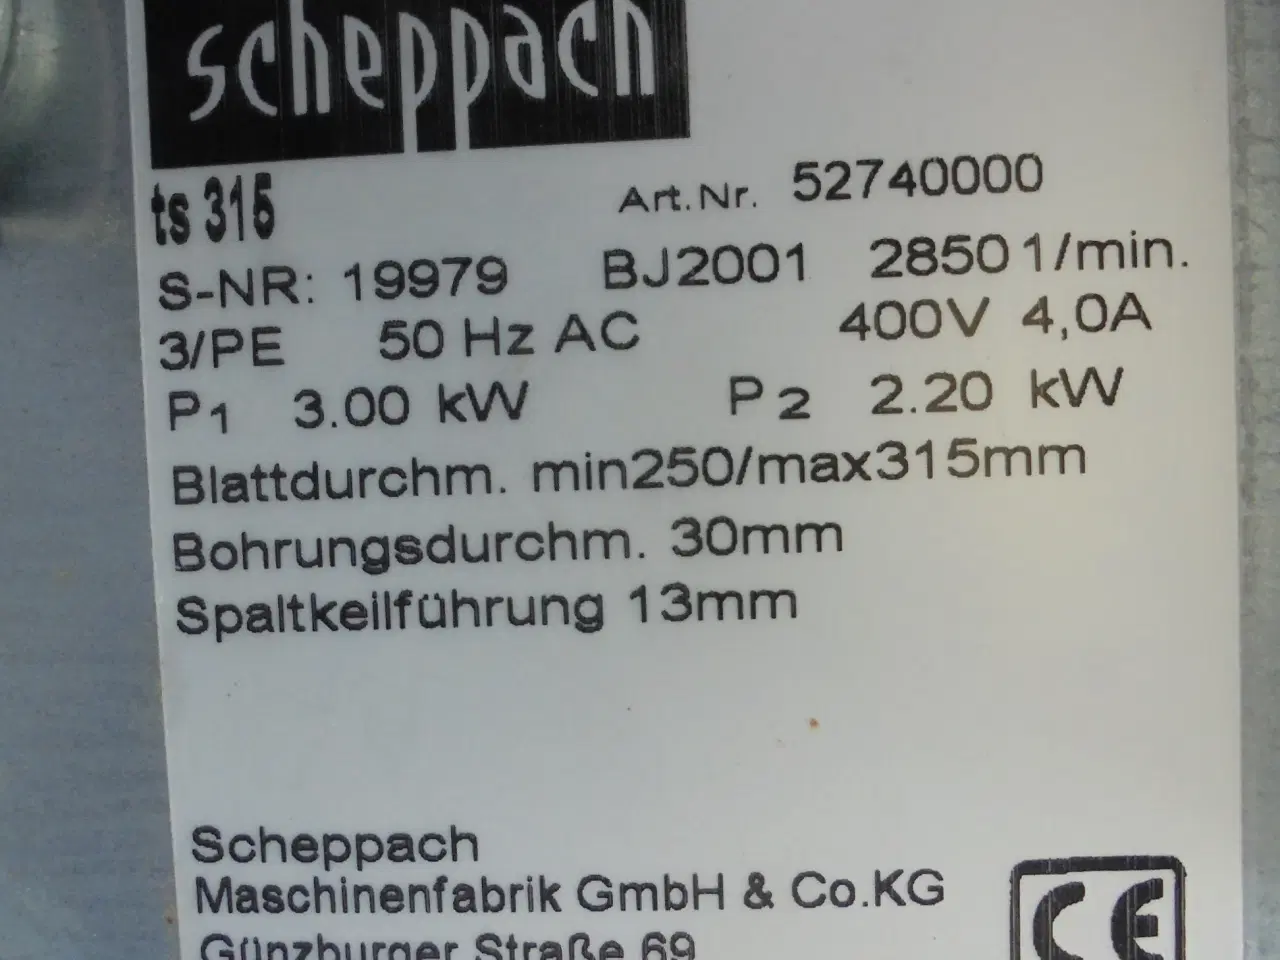 scheppach
ts 315 Art.Nr. 52740000
S-NR: 19979 BJ2001 2850 1/min.
3/PE 50 Hz AC 400V 4,0A
P1 3.00 kW P2 2.20 kW
Blattdurchm. min250/max315mm
Bohrungsdurchm. 30mm
Spaltkeilführung 13mm
Scheppach
Maschinenfabrik GmbH & Co.KG
Günzburger Straße 69
CE